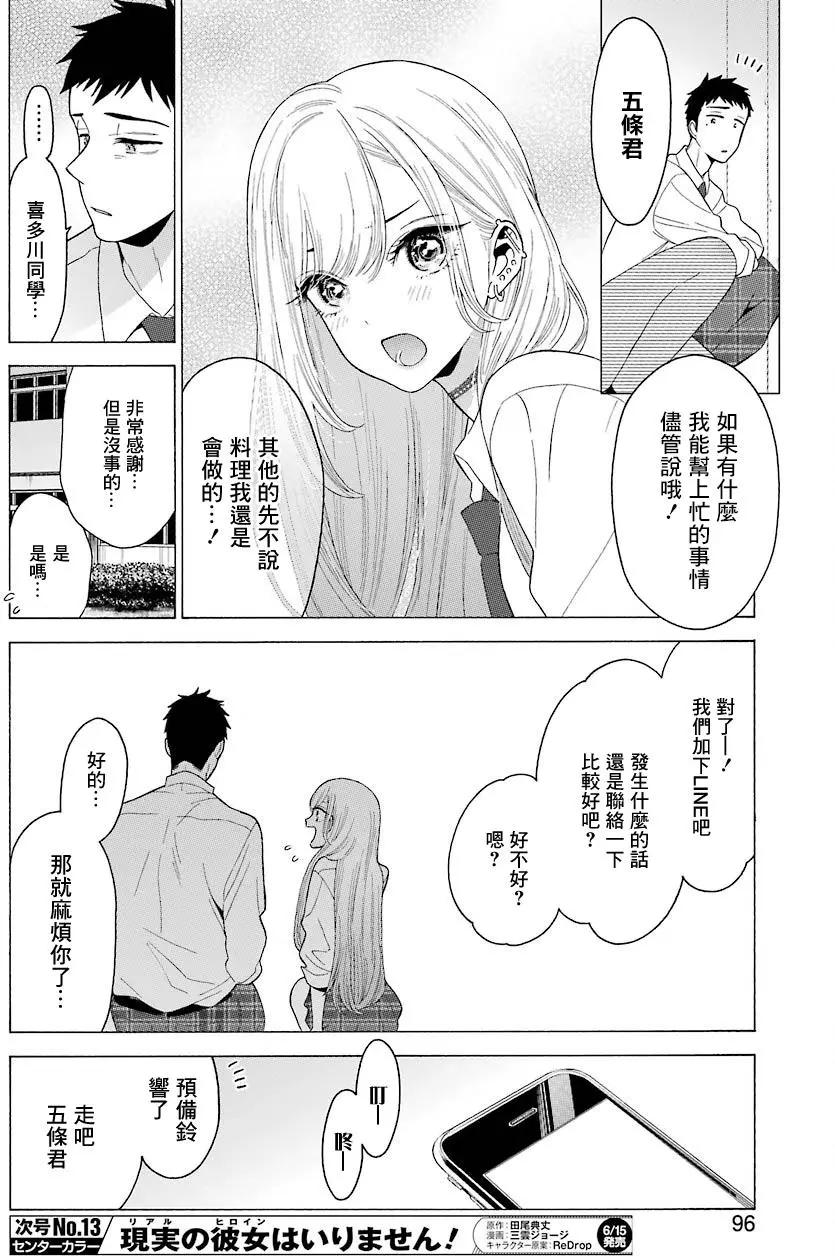 五條君
如果有什麼
我能幫上忙的事情
儘管說哦！
其他的先不說
料理我還是
會做的…！
……
喜多川同學…
非常感謝…
但是沒事的…
是
是嗎…
對了—！
我們加下LINE吧
發生什麼的話
還是聯絡一下
比較好吧？
好不好？
嗯？
好的…
那就麻煩你了…
叮—
咚—
預備鈴
響了
走吧
五條君
96
次号No.13
センターカラー
リアル ヒロイン
現実の彼女はいりません！
原作：田尾典丈
漫画：三雲ジョージ
キャラクター原案：ReDrop
6/15
発売